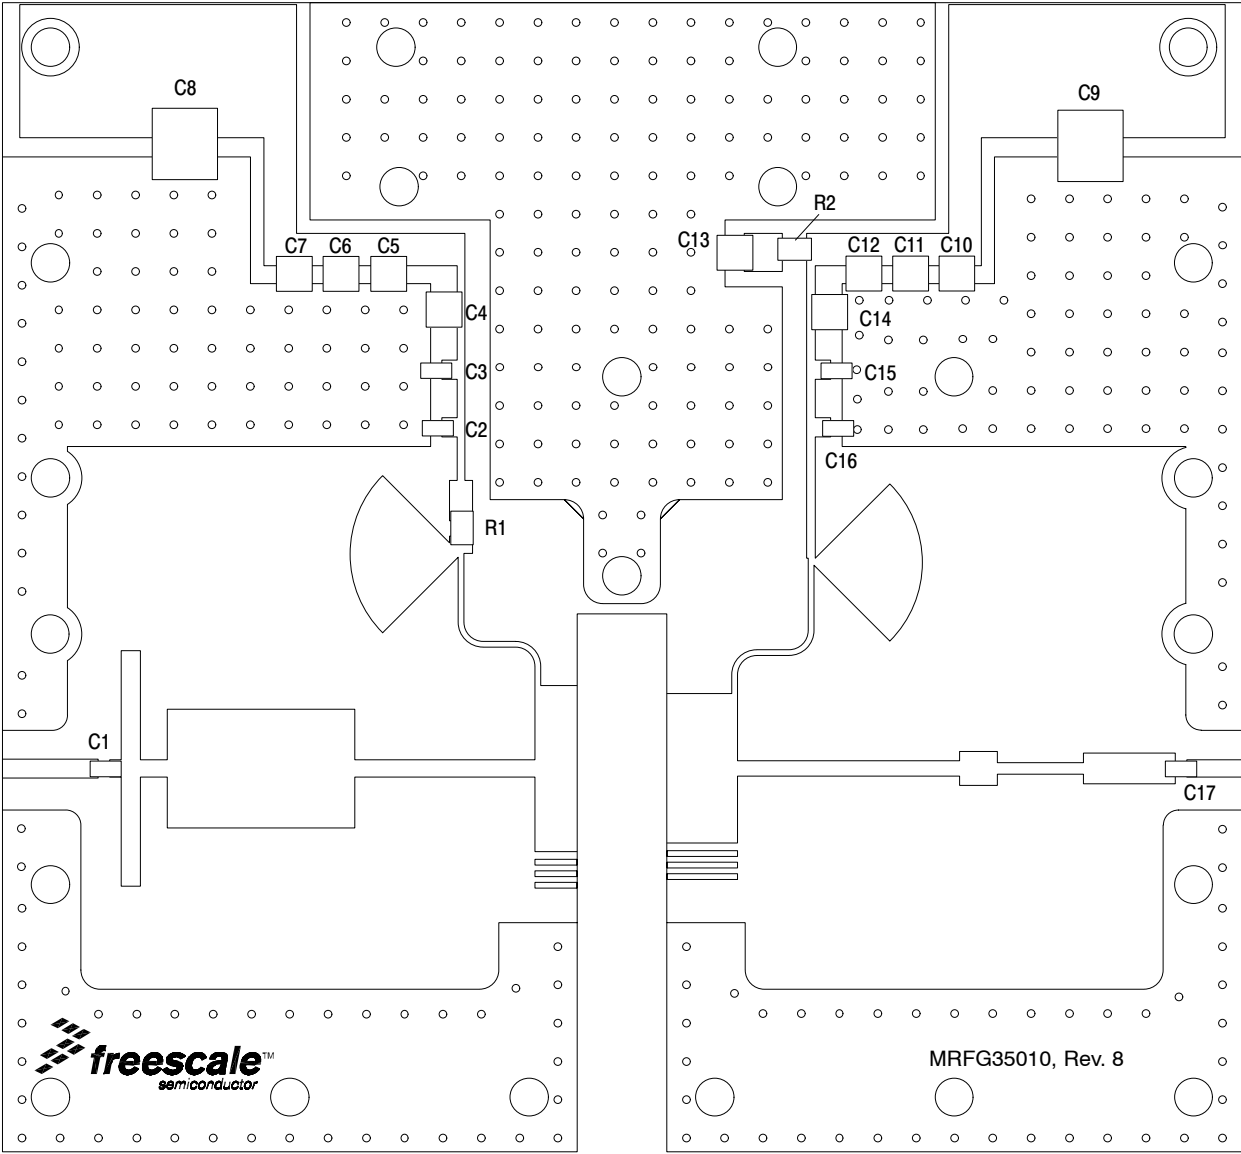 C8
C9
R2
C13
C7 C6 C5
C12 C11 C10
C4
C14
C3
C15
C2
C16
R1
C1
C17
freescale™
semiconductor
MRFG35010, Rev. 8